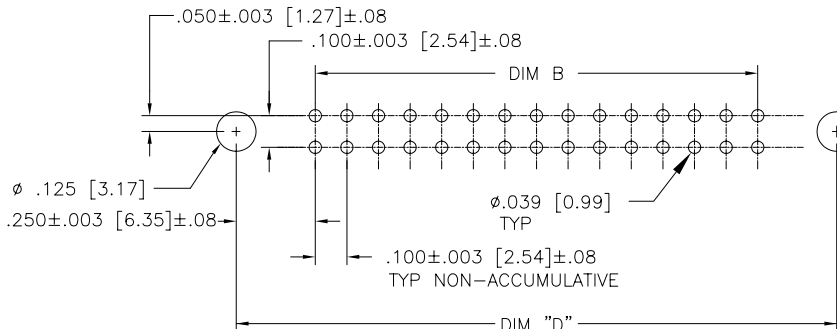 .050±.003 [1.27]±.08
.100±.003 [2.54]±.08
DIM B
ø .125 [3.17]
.250±.003 [6.35]±.08
ø.039 [0.99]
TYP
.100±.003 [2.54]±.08
TYP NON-ACCUMULATIVE
DIM "D"